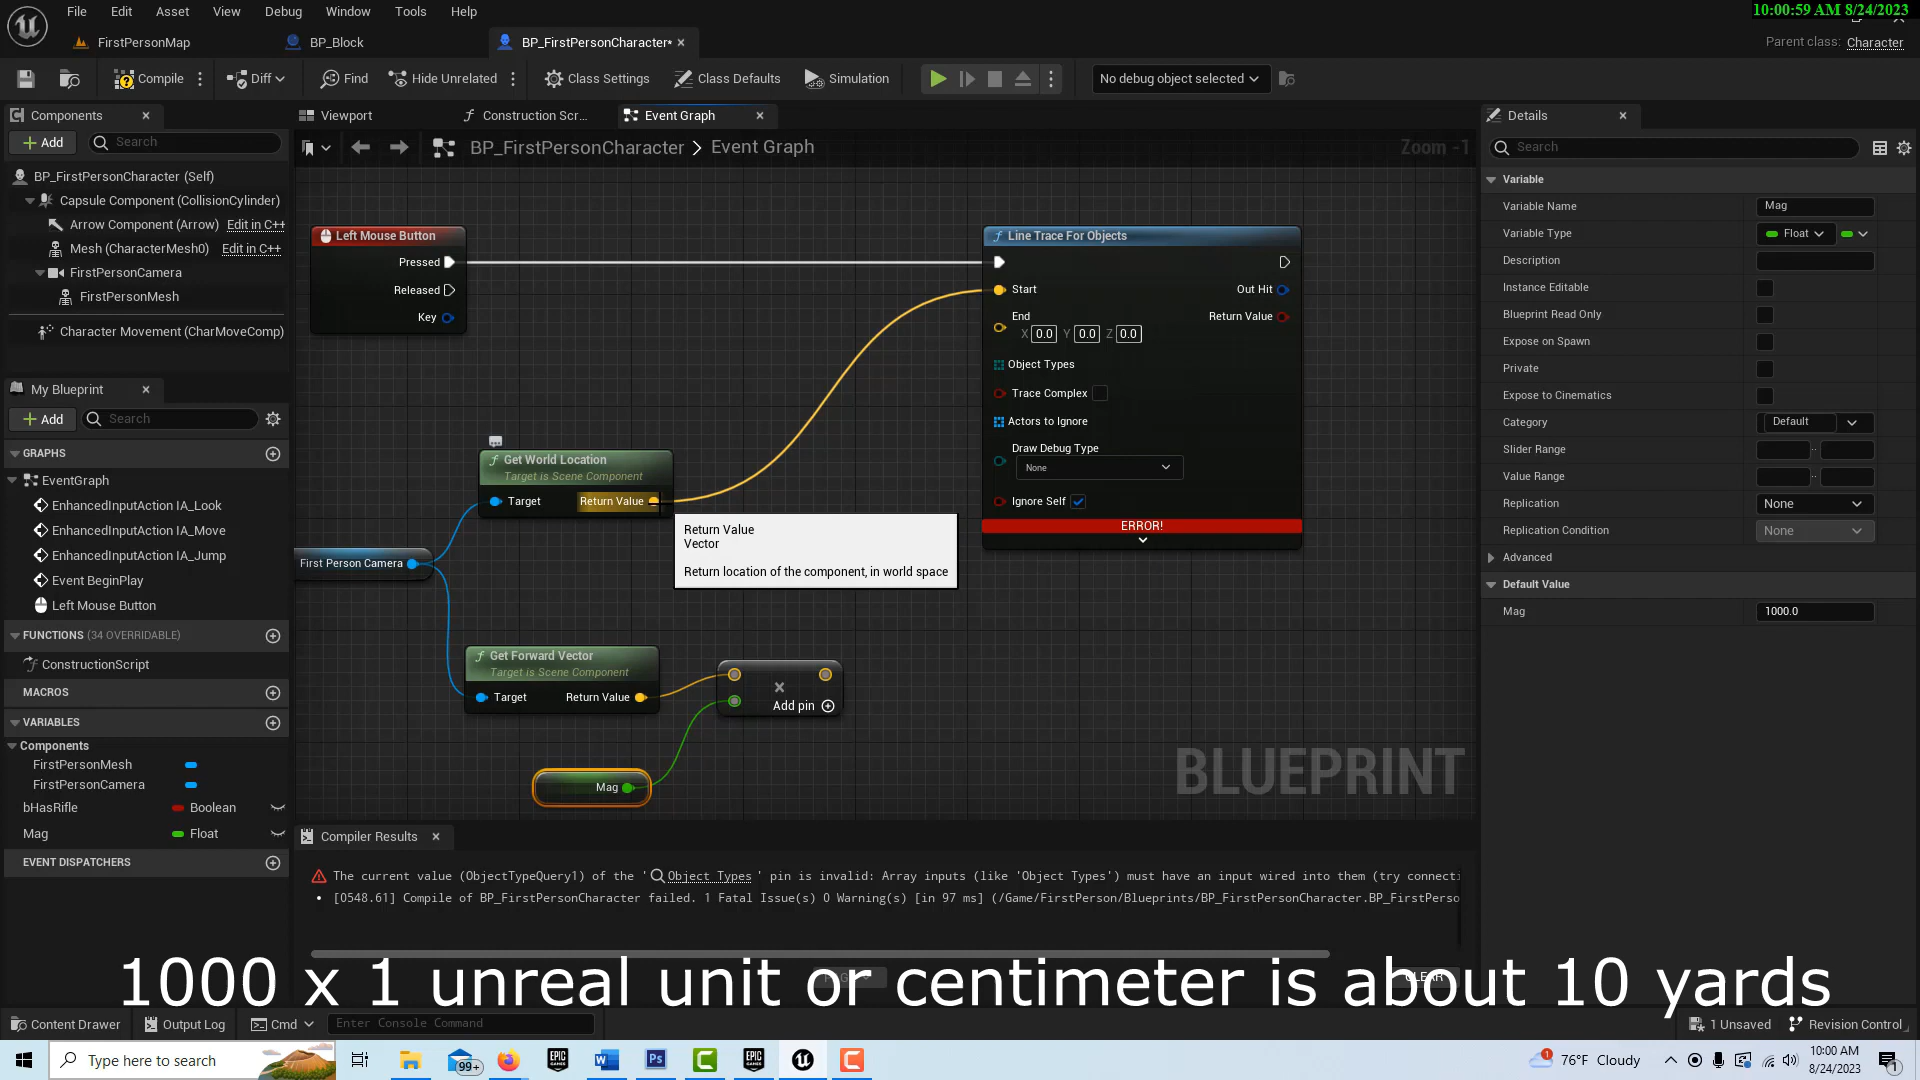 File Edit Asset View Debug Window Tools Help
10:00:59 AM 8/24/2023
FirstPersonMap
BP_Block
BP_FirstPersonCharacter*
Parent class: Character
Compile
Diff
Find
Hide Unrelated
Class Settings
Class Defaults
Simulation
No debug object selected
Components
Add
Search
BP_FirstPersonCharacter (Self)
Capsule Component (CollisionCylinder)
Arrow Component (Arrow) Edit in C++
Mesh (CharacterMesh0) Edit in C++
FirstPersonCamera
FirstPersonMesh
Character Movement (CharMoveComp)
My Blueprint
Add
Search
GRAPHS
EventGraph
EnhancedInputAction IA_Look
EnhancedInputAction IA_Move
EnhancedInputAction IA_Jump
Event BeginPlay
Left Mouse Button
FUNCTIONS (34 OVERRIDABLE)
ConstructionScript
MACROS
VARIABLES
Components
FirstPersonMesh
FirstPersonCamera
bHasRifle Boolean
Mag Float
EVENT DISPATCHERS
Viewport
Construction Scr...
Event Graph
BP_FirstPersonCharacter > Event Graph
Zoom -1
Left Mouse Button
Pressed
Released
Key
Line Trace For Objects
Start
Out Hit
End
X 0.0 Y 0.0 Z 0.0
Return Value
Object Types
Trace Complex
Actors to Ignore
Draw Debug Type
None
Ignore Self
ERROR!
Get World Location
Target is Scene Component
Target
Return Value
Return Value
Vector
Return location of the component, in world space
First Person Camera
Get Forward Vector
Target is Scene Component
Target
Return Value
Add pin
Mag
BLUEPRINT
Compiler Results
The current value (ObjectTypeQuery1) of the ' Object Types ' pin is invalid: Array inputs (like 'Object Types') must have an input wired into them (try connecti
[0548.61] Compile of BP_FirstPersonCharacter failed. 1 Fatal Issue(s) 0 Warning(s) [in 97 ms] (/Game/FirstPerson/Blueprints/BP_FirstPersonCharacter.BP_FirstPerso
CLEAR
Details
Search
Variable
Variable Name Mag
Variable Type Float
Description
Instance Editable
Blueprint Read Only
Expose on Spawn
Private
Expose to Cinematics
Category Default
Slider Range
Value Range
Replication None
Replication Condition None
Advanced
Default Value
Mag 1000.0
1000 x 1 unreal unit or centimeter is about 10 yards
Content Drawer
Output Log
Cmd
Enter Console Command
1 Unsaved
Revision Control
Type here to search
99+
76°F Cloudy
10:00 AM
8/24/2023